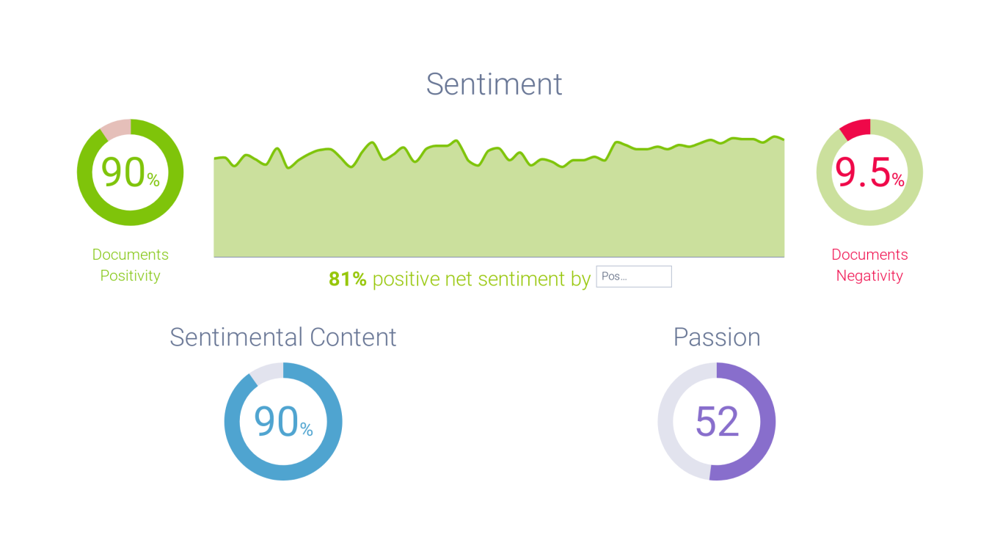 Sentiment
90%
9.5%
Documents
Positivity
Documents
Negativity
81% positive net sentiment by Pos...
Sentimental Content
Passion
90%
52